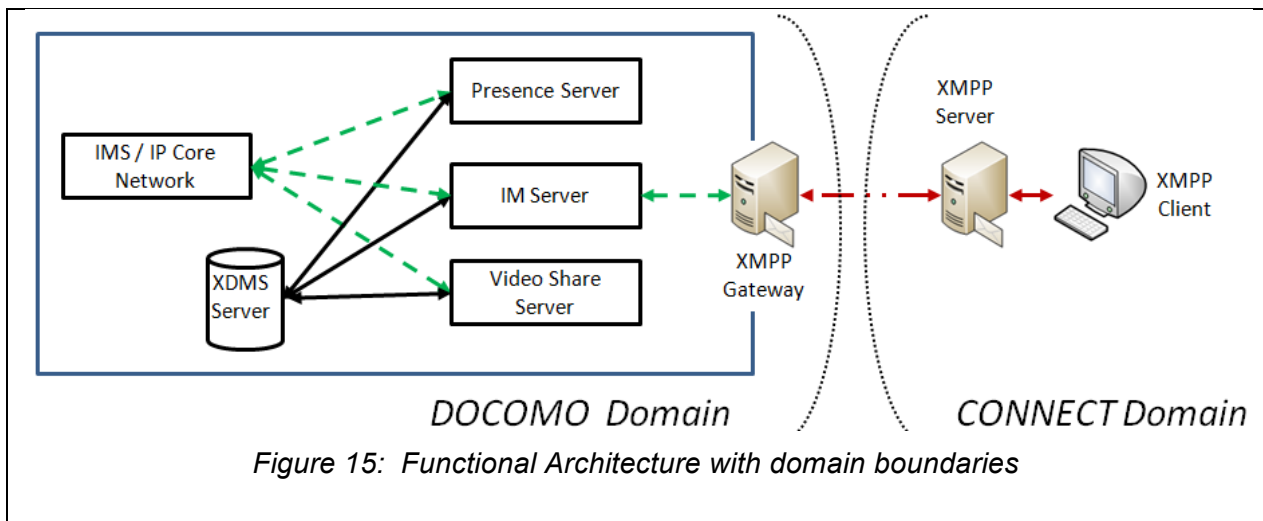 Presence Server
XMPP
Server
IMS / IP Core
Network
IM Server
XMPP
Client
XDMS
Server
Video Share
Server
XMPP
Gateway
DOCOMO Domain
CONNECT Domain
Figure 15: Functional Architecture with domain boundaries